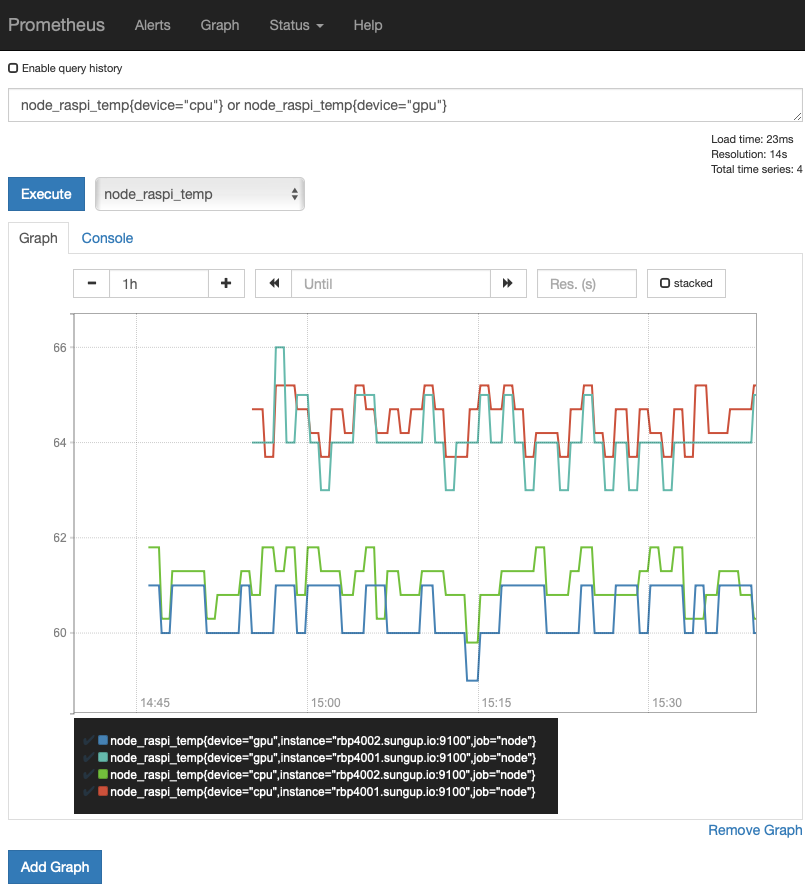 Prometheus Alerts Graph Status Help
Enable query history
node_raspi_temp{device="cpu"} or node_raspi_temp{device="gpu"}
Load time: 23ms
Resolution: 14s
Total time series: 4
Execute node_raspi_temp
Graph Console
− 1h + Until Res. (s) stacked
66
64
62
60
14:45 15:00 15:15 15:30
node_raspi_temp{device="gpu",instance="rbp4002.sungup.io:9100",job="node"}
node_raspi_temp{device="gpu",instance="rbp4001.sungup.io:9100",job="node"}
node_raspi_temp{device="cpu",instance="rbp4002.sungup.io:9100",job="node"}
node_raspi_temp{device="cpu",instance="rbp4001.sungup.io:9100",job="node"}
Remove Graph
Add Graph